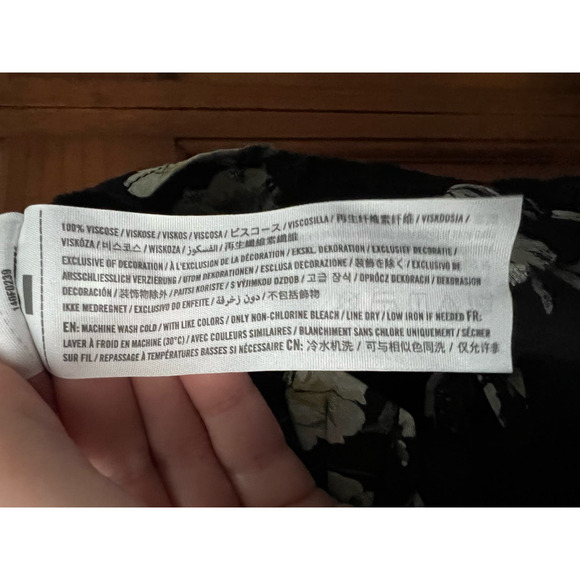 100% VISCOSE / VISKOSE / VISKOS / VISCOSA / ビスコース / VISCOSILLA / 再生纤维素纤维 / VISKOOSIA /
VISKÓZA / 비스코스 / WISKOZA / الفسكوز / 再生纖維素纖維
EXCLUSIVE OF DECORATION / À L'EXCLUSION DE LA DÉCORATION / EKSKL. DEKORATION / EXCLUSIEF DECORATIE /
ABSCHLIESSLICH VERZIERUNG / UTOM DEKORATIONEN / ESCLUSA DECORAZIONE / 装飾を除く / EXCLUSIVO DE
DECORACIÓN / 装饰物除外 / PAITSI KORISTE / S VÝJIMKOU OZDOB / 고급 장식 / OPRÓCZ DEKORACJI / DEKORASJON
IKKE MEDREGNET / EXCLUSIVO DO ENFEITE / دون زخرفة / 不包括飾物
EN: MACHINE WASH COLD / WITH LIKE COLORS / ONLY NON-CHLORINE BLEACH / LINE DRY / LOW IRON IF NEEDED FR:
LAVER À FROID EN MACHINE (30°C) / AVEC COULEURS SIMILAIRES / BLANCHIMENT SANS CHLORE UNIQUEMENT / SÉCHER
SUR FIL / REPASSAGE À TEMPÉRATURES BASSES SI NÉCESSAIRE CN: 冷水机洗 / 可与相似色同洗 / 仅允许非